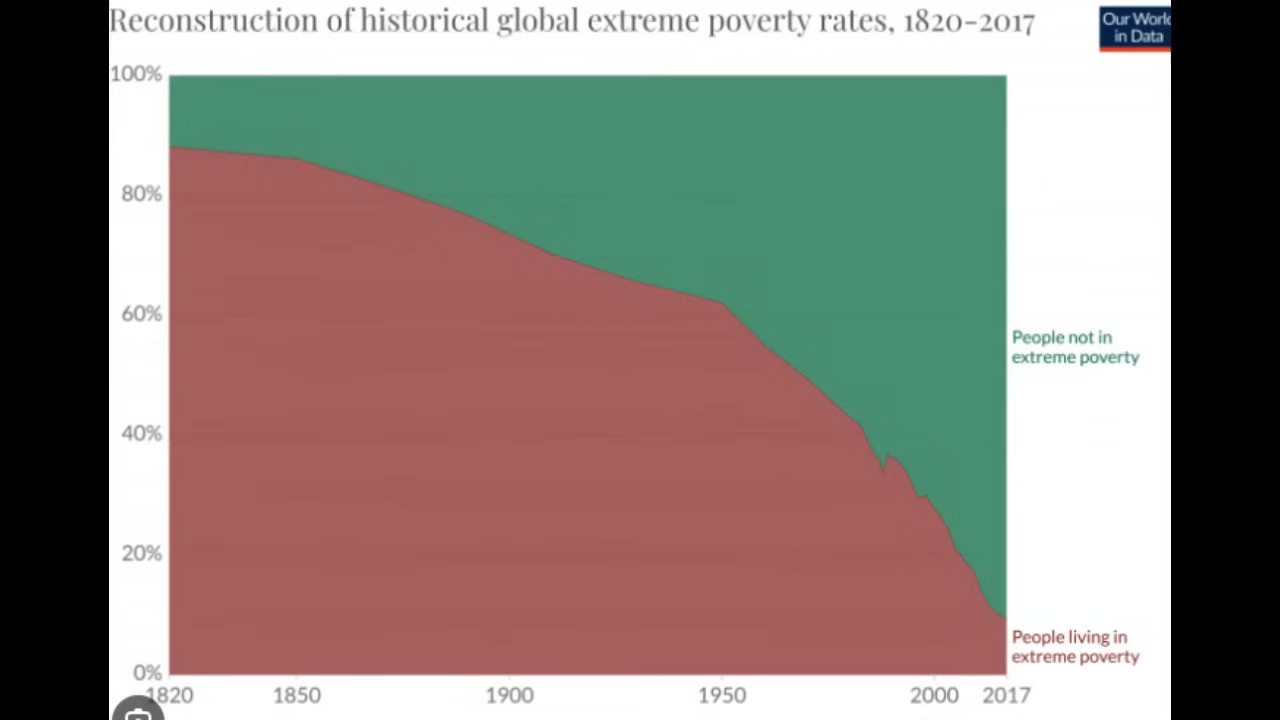 Reconstruction of historical global extreme poverty rates, 1820-2017
Our World
in Data
100%
80%
60%
40%
20%
0%
People not in
extreme poverty
People living in
extreme poverty
1820 1850 1900 1950 2000 2017